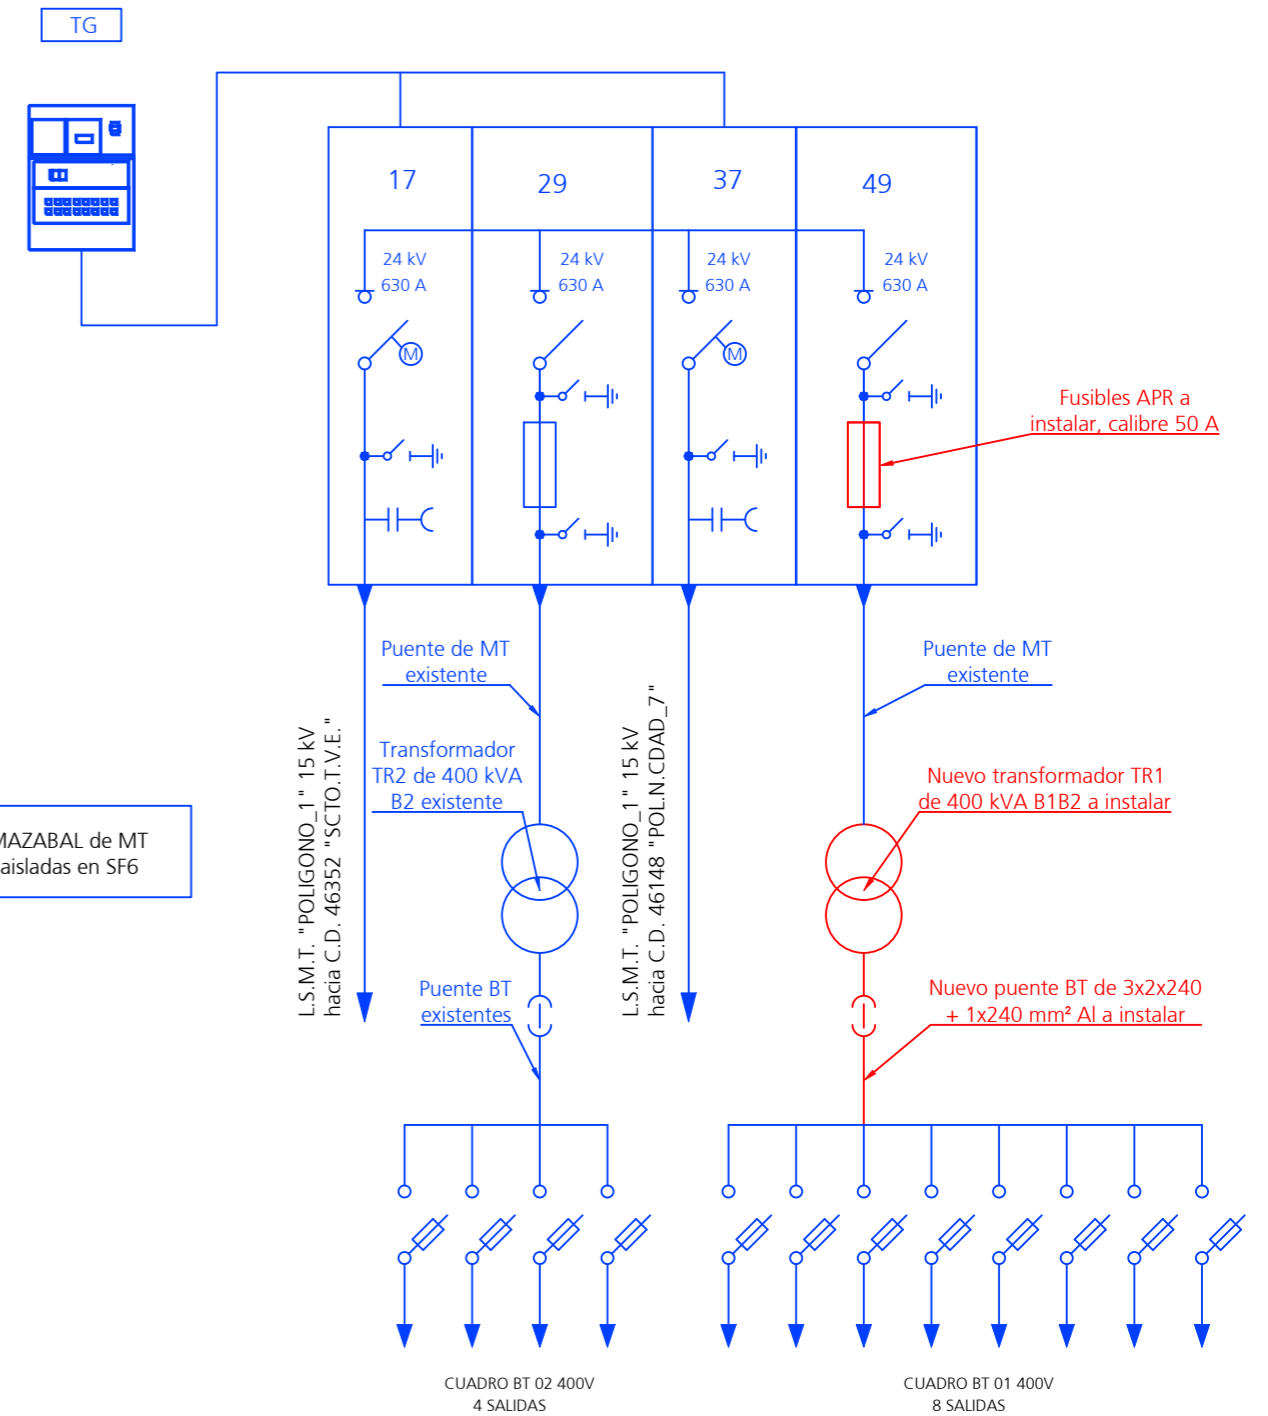 TG
17
29
37
49
24 kV
630 A
24 kV
630 A
24 kV
630 A
24 kV
630 A
M
M
Fusibles APR a
instalar, calibre 50 A
Puente de MT
existente
Puente de MT
existente
L.S.M.T. "POLIGONO_1" 15 kV
hacia C.D. 46352 "SCTO.T.V.E."
L.S.M.T. "POLIGONO_1" 15 kV
hacia C.D. 46148 "POL.N.CDAD_7"
Transformador
TR2 de 400 kVA
B2 existente
Nuevo transformador TR1
de 400 kVA B1B2 a instalar
MAZABAL de MT
aisladas en SF6
Puente BT
existentes
Nuevo puente BT de 3x2x240
+ 1x240 mm² Al a instalar
CUADRO BT 02 400V
4 SALIDAS
CUADRO BT 01 400V
8 SALIDAS